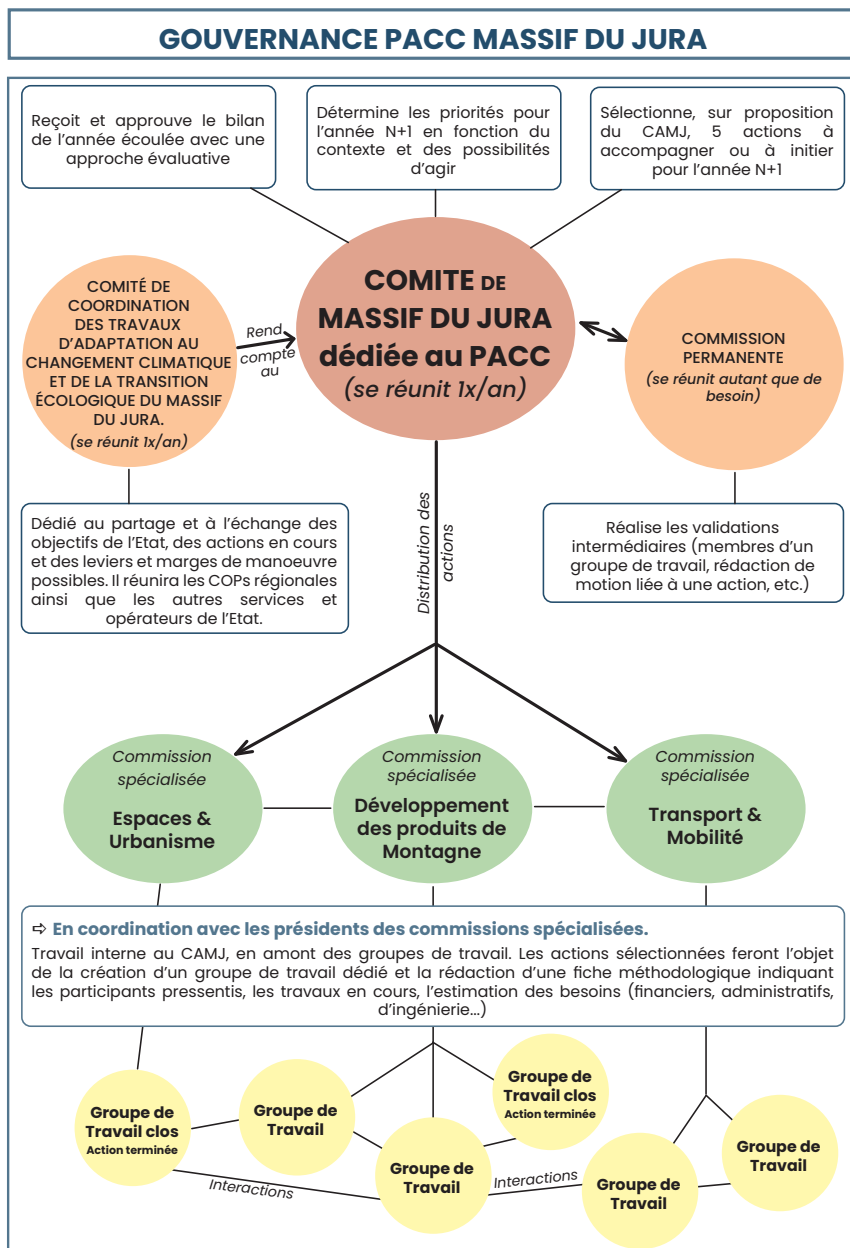 GOUVERNANCE PACC MASSIF DU JURA
Reçoit et approuve le bilan
de l'année écoulée avec une
approche évaluative
Détermine les priorités pour
l'année N+1 en fonction du
contexte et des possibilités
d'agir
Sélectionne, sur proposition
du CAMJ, 5 actions à
accompagner ou à initier
pour l'année N+1
COMITÉ DE
COORDINATION
DES TRAVAUX
D'ADAPTATION AU
CHANGEMENT CLIMATIQUE
ET DE LA TRANSITION
ÉCOLOGIQUE DU MASSIF
DU JURA.
(se réunit 1x/an)
Rend
compte
au
COMITE DE
MASSIF DU JURA
dédiée au PACC
(se réunit 1x/an)
COMMISSION
PERMANENTE
(se réunit autant que de
besoin)
Dédié au partage et à l'échange des
objectifs de l'Etat, des actions en cours
et des leviers et marges de manoeuvre
possibles. Il réunira les COPs régionales
ainsi que les autres services et
opérateurs de l'Etat.
Distribution des
actions
Réalise les validations
intermédiaires (membres d'un
groupe de travail, rédaction de
motion liée à une action, etc.)
Commission
spécialisée
Espaces &
Urbanisme
Commission
spécialisée
Développement
des produits de
Montagne
Commission
spécialisée
Transport &
Mobilité
➪ En coordination avec les présidents des commissions spécialisées.
Travail interne au CAMJ, en amont des groupes de travail. Les actions sélectionnées feront l'objet
de la création d'un groupe de travail dédié et la rédaction d'une fiche méthodologique indiquant
les participants pressentis, les travaux en cours, l'estimation des besoins (financiers, administratifs,
d'ingénierie...)
Groupe de
Travail clos
Action terminée
Groupe de
Travail
Groupe de
Travail
Groupe de
Travail clos
Action terminée
Groupe de
Travail
Groupe de
Travail
Interactions
Interactions